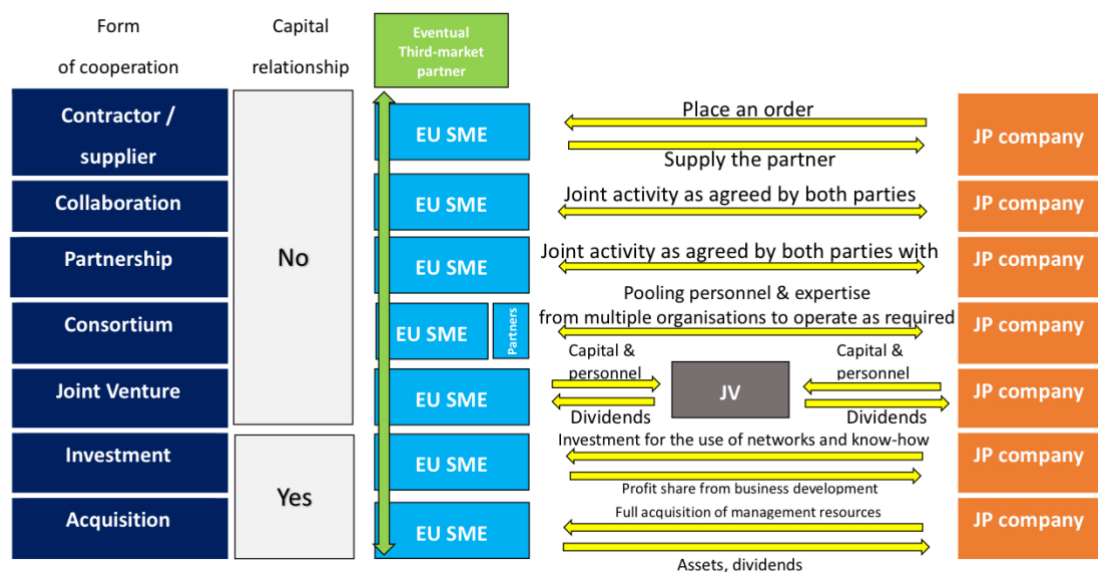 Form
of cooperation
Capital
relationship
Eventual
Third-market
partner
Contractor /
supplier
No
EU SME
Place an order
Supply the partner
JP company
Collaboration
EU SME
Joint activity as agreed by both parties
JP company
Partnership
EU SME
Joint activity as agreed by both parties with
JP company
Consortium
EU SME
Partners
Pooling personnel & expertise
from multiple organisations to operate as required
JP company
Joint Venture
EU SME
Capital &
personnel
Dividends
JV
Capital &
personnel
Dividends
JP company
Investment
Yes
EU SME
Investment for the use of networks and know-how
Profit share from business development
JP company
Acquisition
EU SME
Full acquisition of management resources
Assets, dividends
JP company